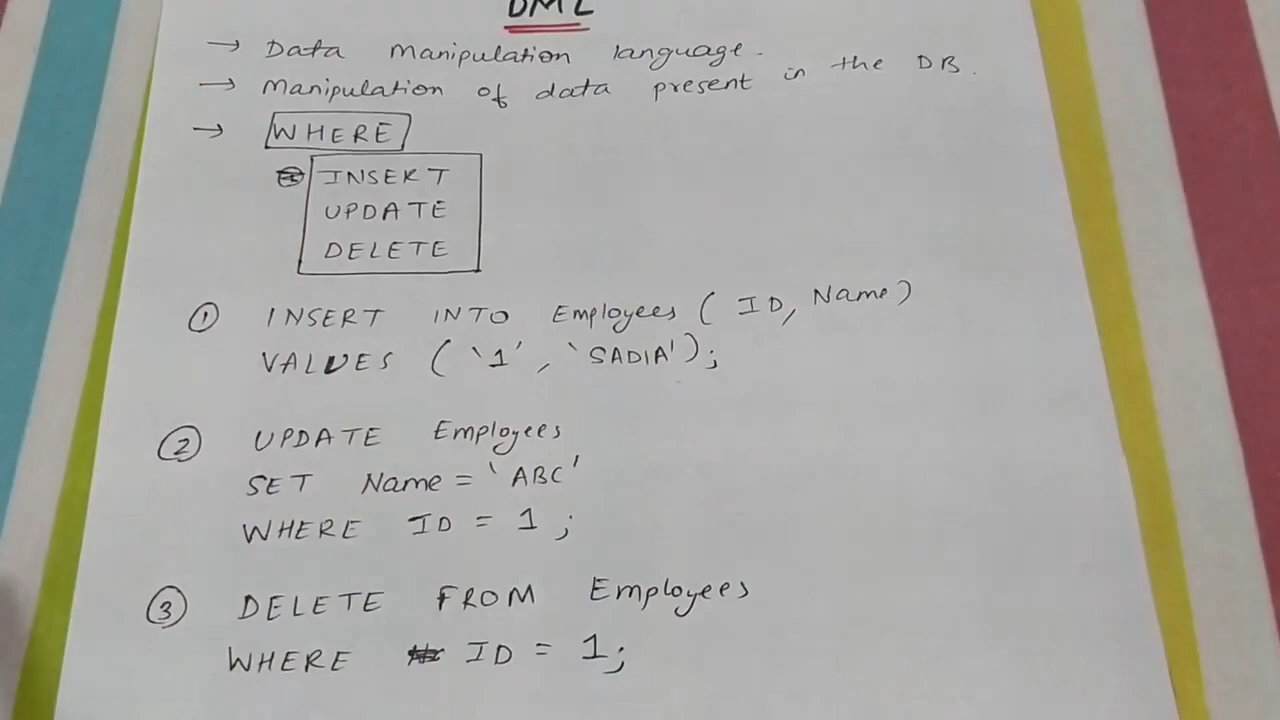 DML
→ Data manipulation language.
→ Manipulation of data present in the DB.
→ WHERE
INSERT
UPDATE
DELETE
① INSERT INTO Employees ( ID, Name)
VALUES ( '1' , 'SADIA' );
② UPDATE Employees
SET Name = 'ABC'
WHERE ID = 1 ;
③ DELETE FROM Employees
WHERE ID = 1;